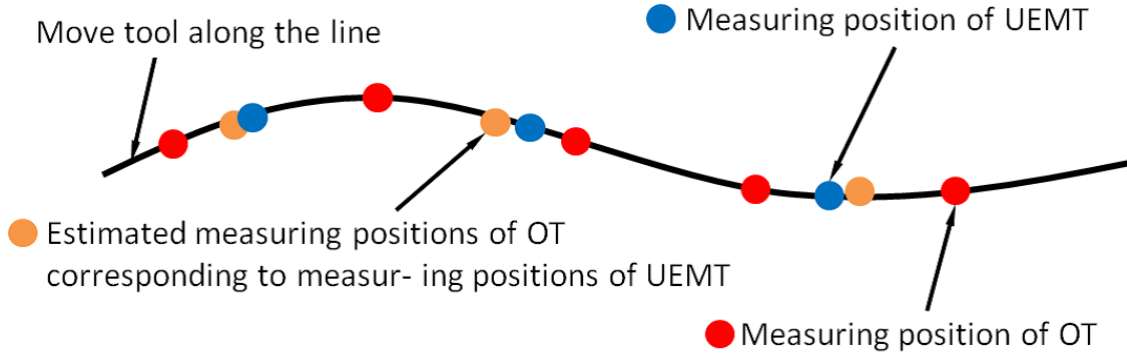 Measuring position of UEMT
Move tool along the line
Estimated measuring positions of OT
corresponding to measur- ing positions of UEMT
Measuring position of OT